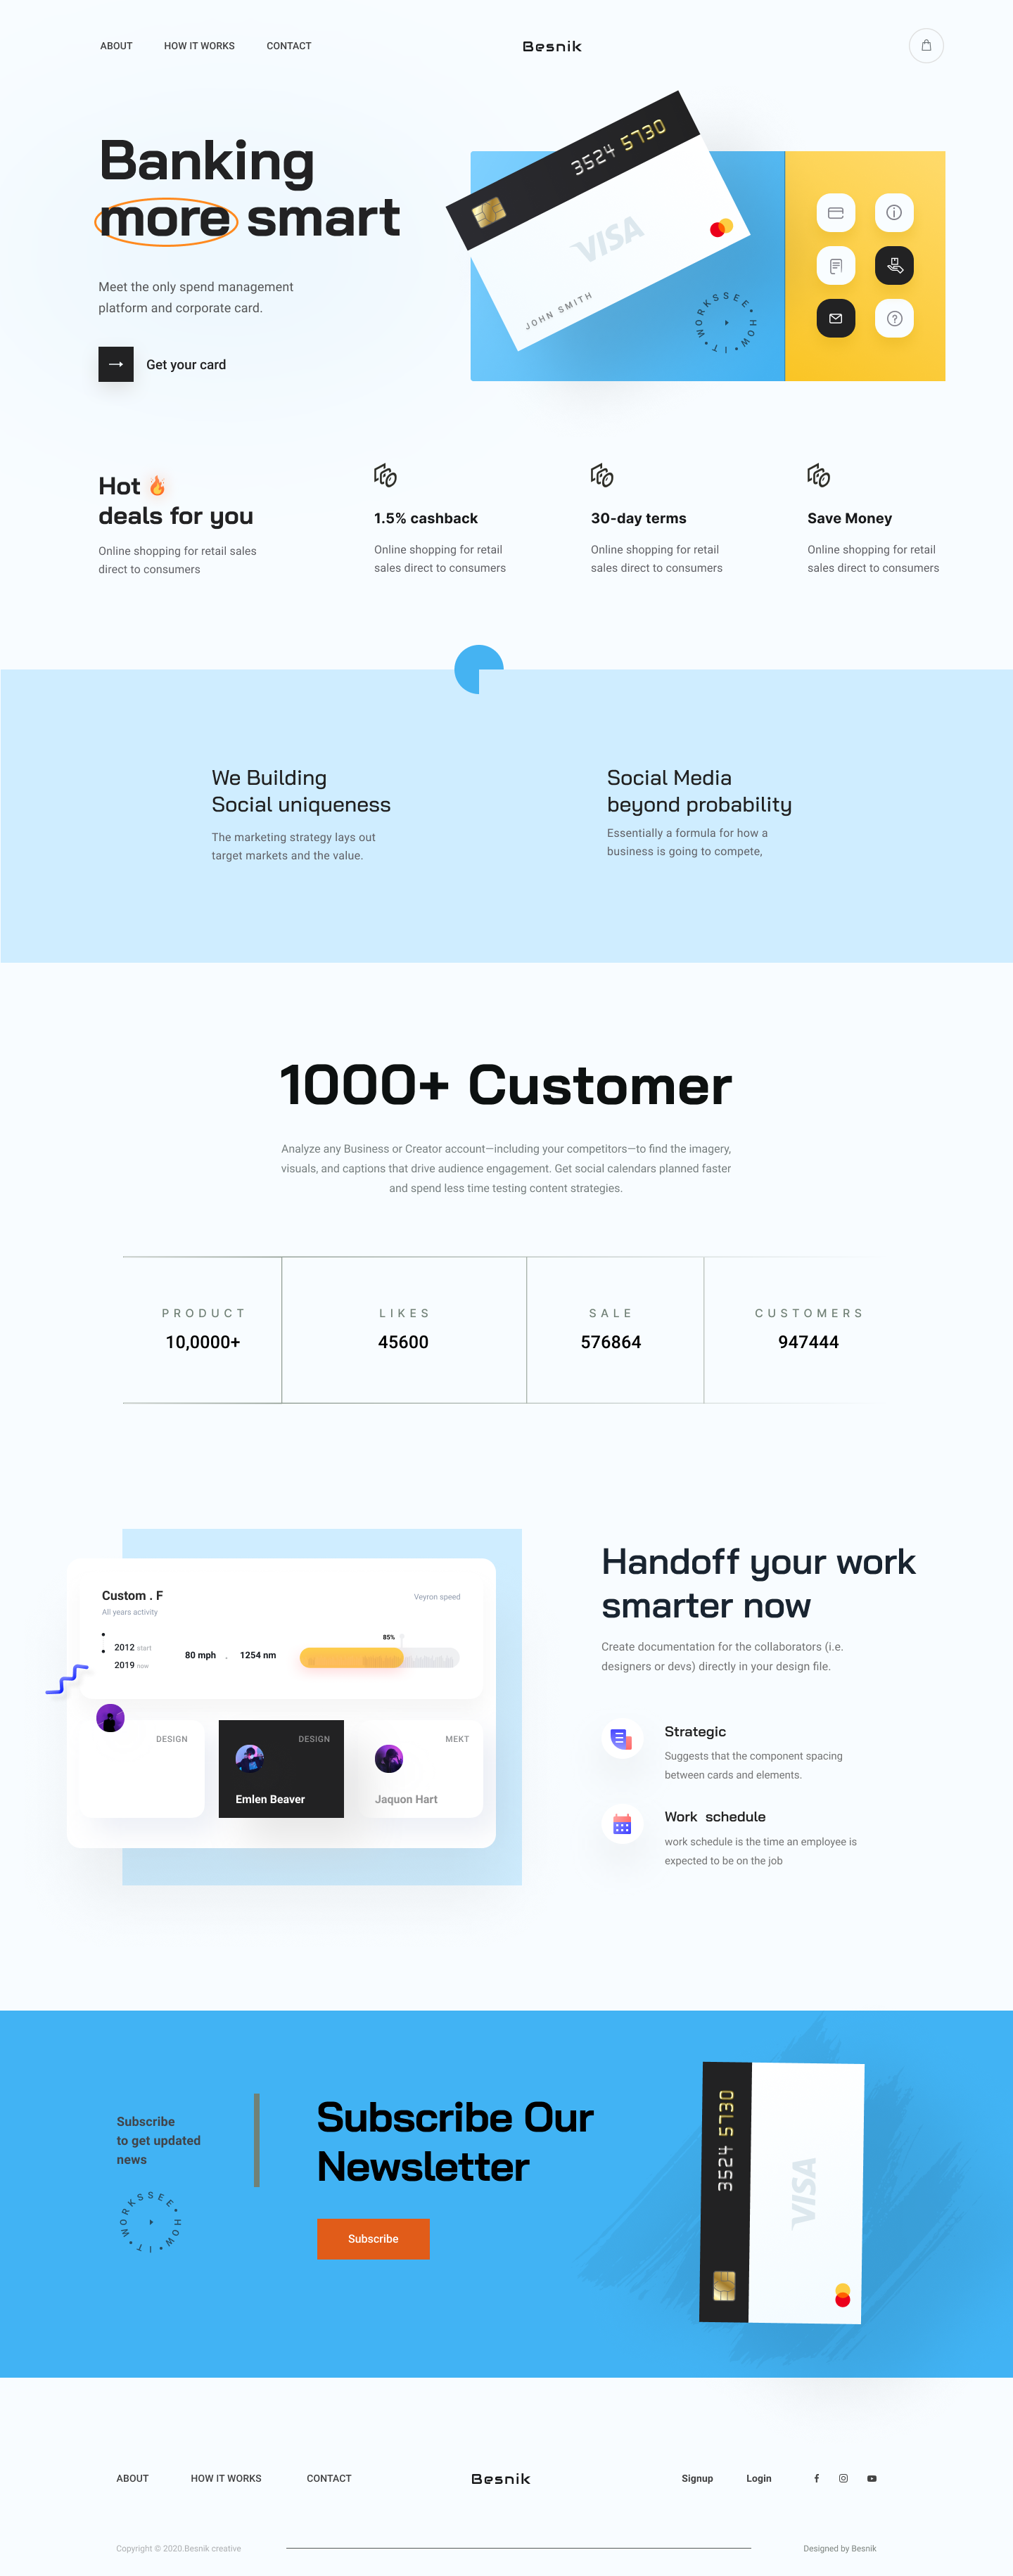 ABOUT
HOW IT WORKS
CONTACT
Besnik
Banking
more smart
Meet the only spend management
platform and corporate card.
Get your card
3524 5730
VISA
JOHN SMITH
SEE • HOW • IT • WORKS
Hot
deals for you
Online shopping for retail sales
direct to consumers
1.5% cashback
Online shopping for retail
sales direct to consumers
30-day terms
Online shopping for retail
sales direct to consumers
Save Money
Online shopping for retail
sales direct to consumers
We Building
Social uniqueness
The marketing strategy lays out
target markets and the value.
Social Media
beyond probability
Essentially a formula for how a
business is going to compete,
1000+ Customer
Analyze any Business or Creator account—including your competitors—to find the imagery,
visuals, and captions that drive audience engagement. Get social calendars planned faster
and spend less time testing content strategies.
PRODUCT
10,0000+
LIKES
45600
SALE
576864
CUSTOMERS
947444
Custom . F
Veyron speed
All years activity
2012 start
2019 now
80 mph . 1254 nm
85%
DESIGN
DESIGN
Emlen Beaver
MEKT
Jaquon Hart
Handoff your work
smarter now
Create documentation for the collaborators (i.e.
designers or devs) directly in your design file.
Strategic
Suggests that the component spacing
between cards and elements.
Work schedule
work schedule is the time an employee is
expected to be on the job
Subscribe
to get updated
news
SEE • HOW • IT • WORKS
Subscribe Our
Newsletter
Subscribe
3524 5730
VISA
ABOUT
HOW IT WORKS
CONTACT
Besnik
Signup
Login
Copyright © 2020.Besnik creative
Designed by Besnik